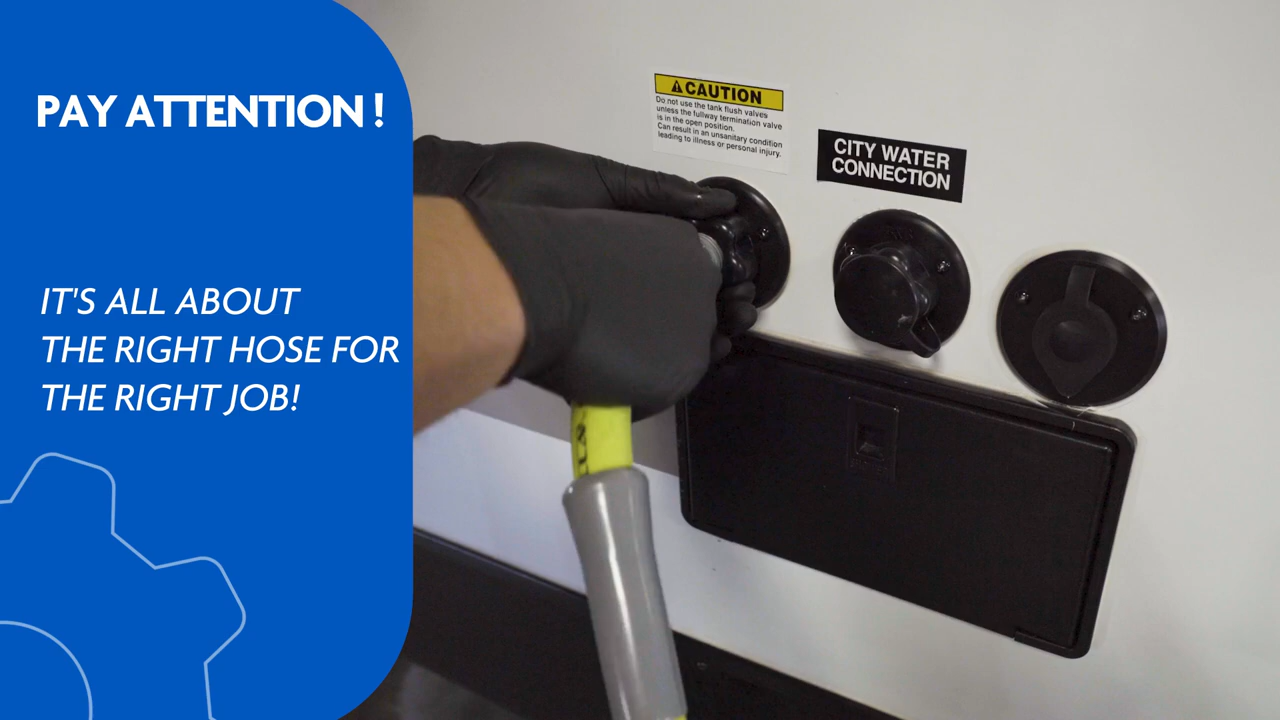 PAY ATTENTION!
IT'S ALL ABOUT
THE RIGHT HOSE FOR
THE RIGHT JOB!
CAUTION
Do not use the tank flush valves
unless the fullway termination valve
is in the open position.
Can result in an unsanitary condition
leading to illness or personal injury.
CITY WATER
CONNECTION